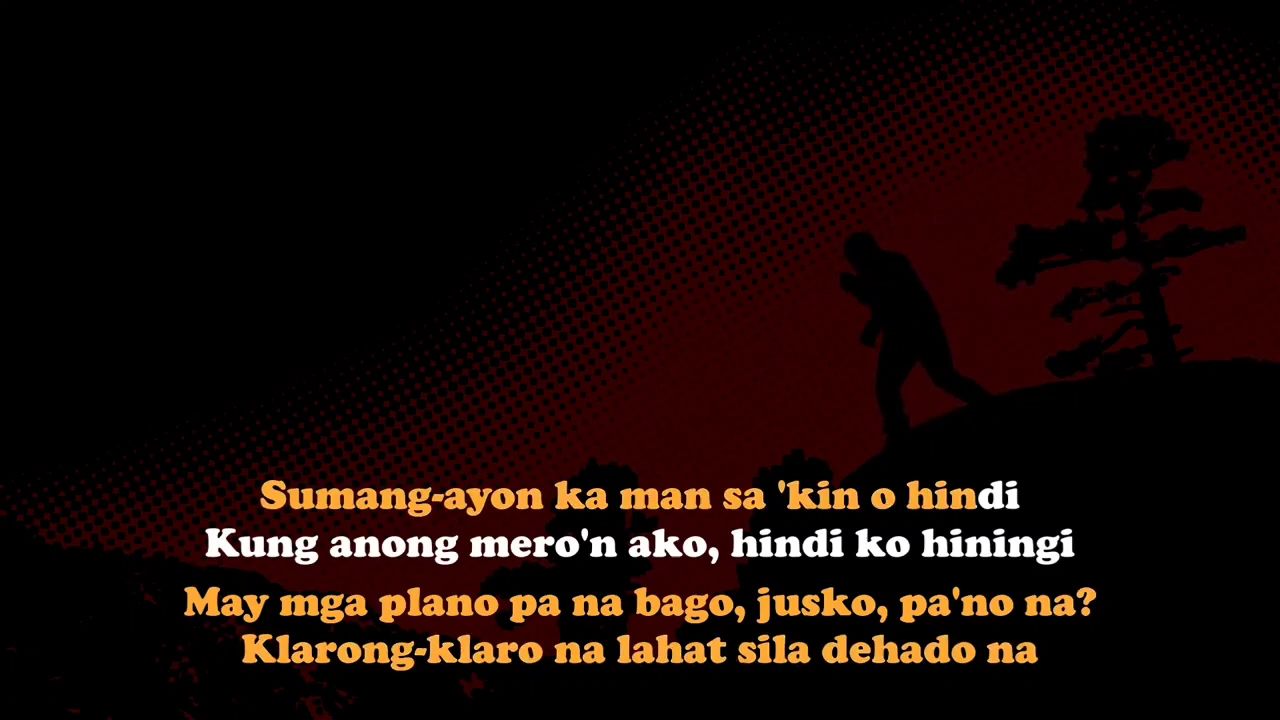 Sumang-ayon ka man sa 'kin o hindi
Kung anong mero'n ako, hindi ko hiningi
May mga plano pa na bago, jusko, pa'no na?
Klarong-klaro na lahat sila dehado na